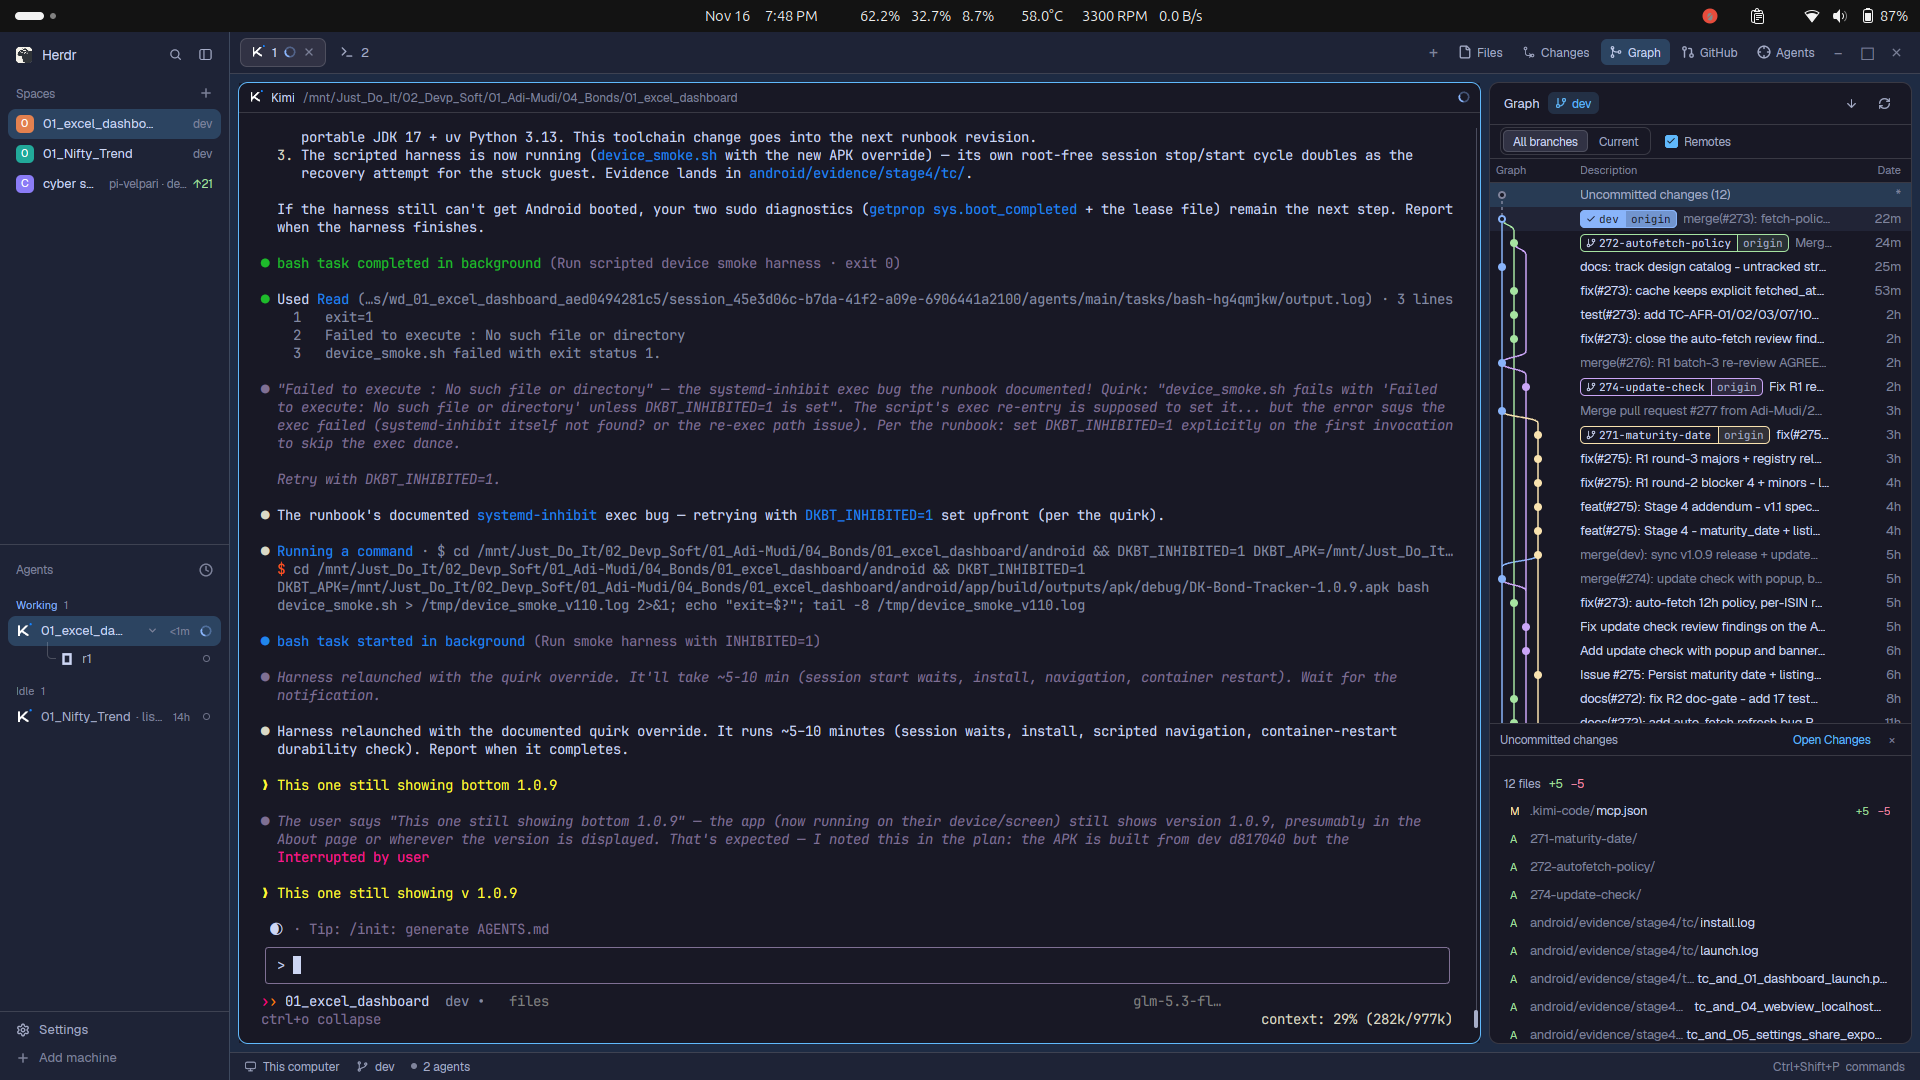 Nov 16 7:48 PM 62.2% 32.7% 8.7% 58.0°C 3300 RPM 0.0 B/s 87%
Herdr
Spaces
O 01_excel_dashbo... dev
O 01_Nifty_Trend dev
C cyber s... pi-velpari · de... ↑21
Agents
Working 1
01_excel_da... <1m
r1
Idle 1
01_Nifty_Trend · lis... 14h
Settings
+ Add machine
1 ×
>_ 2
+ Files Changes Graph GitHub Agents − □ ×
Kimi /mnt/Just_Do_It/02_Devp_Soft/01_Adi-Mudi/04_Bonds/01_excel_dashboard
portable JDK 17 + uv Python 3.13. This toolchain change goes into the next runbook revision.
3. The scripted harness is now running (device_smoke.sh with the new APK override) — its own root-free session stop/start cycle doubles as the
recovery attempt for the stuck guest. Evidence lands in android/evidence/stage4/tc/.
If the harness still can't get Android booted, your two sudo diagnostics (getprop sys.boot_completed + the lease file) remain the next step. Report
when the harness finishes.
● bash task completed in background (Run scripted device smoke harness · exit 0)
● Used Read (…s/wd_01_excel_dashboard_aed0494281c5/session_45e3d06c-b7da-41f2-a09e-6906441a2100/agents/main/tasks/bash-hg4qmjkw/output.log) · 3 lines
1 exit=1
2 Failed to execute : No such file or directory
3 device_smoke.sh failed with exit status 1.
● "Failed to execute : No such file or directory" — the systemd-inhibit exec bug the runbook documented! Quirk: "device_smoke.sh fails with 'Failed
to execute: No such file or directory' unless DKBT_INHIBITED=1 is set". The script's exec re-entry is supposed to set it... but the error says the
exec failed (systemd-inhibit itself not found? or the re-exec path issue). Per the runbook: set DKBT_INHIBITED=1 explicitly on the first invocation
to skip the exec dance.
Retry with DKBT_INHIBITED=1.
● The runbook's documented systemd-inhibit exec bug — retrying with DKBT_INHIBITED=1 set upfront (per the quirk).
● Running a command · $ cd /mnt/Just_Do_It/02_Devp_Soft/01_Adi-Mudi/04_Bonds/01_excel_dashboard/android && DKBT_INHIBITED=1 DKBT_APK=/mnt/Just_Do_It…
$ cd /mnt/Just_Do_It/02_Devp_Soft/01_Adi-Mudi/04_Bonds/01_excel_dashboard/android && DKBT_INHIBITED=1
DKBT_APK=/mnt/Just_Do_It/02_Devp_Soft/01_Adi-Mudi/04_Bonds/01_excel_dashboard/android/app/build/outputs/apk/debug/DK-Bond-Tracker-1.0.9.apk bash
device_smoke.sh > /tmp/device_smoke_v110.log 2>&1; echo "exit=$?"; tail -8 /tmp/device_smoke_v110.log
● bash task started in background (Run smoke harness with INHIBITED=1)
● Harness relaunched with the quirk override. It'll take ~5-10 min (session start waits, install, navigation, container restart). Wait for the
notification.
● Harness relaunched with the documented quirk override. It runs ~5-10 minutes (session waits, install, scripted navigation, container-restart
durability check). Report when it completes.
❯ This one still showing bottom 1.0.9
● The user says "This one still showing bottom 1.0.9" — the app (now running on their device/screen) still shows version 1.0.9, presumably in the
About page or wherever the version is displayed. That's expected — I noted this in the plan: the APK is built from dev d817040 but the
Interrupted by user
❯ This one still showing v 1.0.9
· Tip: /init: generate AGENTS.md
>
›› 01_excel_dashboard dev • files glm-5.3-fl…
ctrl+o collapse context: 29% (282k/977k)
Graph dev
All branches Current Remotes
Graph Description Date
Uncommitted changes (12) *
✓ dev origin merge(#273): fetch-polic... 22m
272-autofetch-policy origin Merg... 24m
docs: track design catalog - untracked str... 25m
fix(#273): cache keeps explicit fetched_at... 53m
test(#273): add TC-AFR-01/02/03/07/10... 2h
fix(#273): close the auto-fetch review find... 2h
merge(#276): R1 batch-3 re-review AGREE... 2h
274-update-check origin Fix R1 re... 2h
Merge pull request #277 from Adi-Mudi/2... 3h
271-maturity-date origin fix(#275... 3h
fix(#275): R1 round-3 majors + registry rel... 3h
fix(#275): R1 round-2 blocker 4 + minors - l... 4h
feat(#275): Stage 4 addendum - v1.1 spec... 4h
feat(#275): Stage 4 - maturity_date + listi... 4h
merge(dev): sync v1.0.9 release + update... 5h
merge(#274): update check with popup, b... 5h
fix(#273): auto-fetch 12h policy, per-ISIN r... 5h
Fix update check review findings on the A... 5h
Add update check with popup and banner... 6h
Issue #275: Persist maturity date + listing... 6h
docs(#272): fix R2 doc-gate - add 17 test... 8h
docs(#272): add auto-fetch refresh bug R... 11h
Uncommitted changes Open Changes ×
12 files +5 −5
M .kimi-code/mcp.json +5 −5
A 271-maturity-date/
A 272-autofetch-policy/
A 274-update-check/
A android/evidence/stage4/tc/install.log
A android/evidence/stage4/tc/launch.log
A android/evidence/stage4/t... tc_and_01_dashboard_launch.p...
A android/evidence/stage4... tc_and_04_webview_localhost...
A android/evidence/stage4... tc_and_05_settings_share_expo...
This computer dev 2 agents Ctrl+Shift+P commands